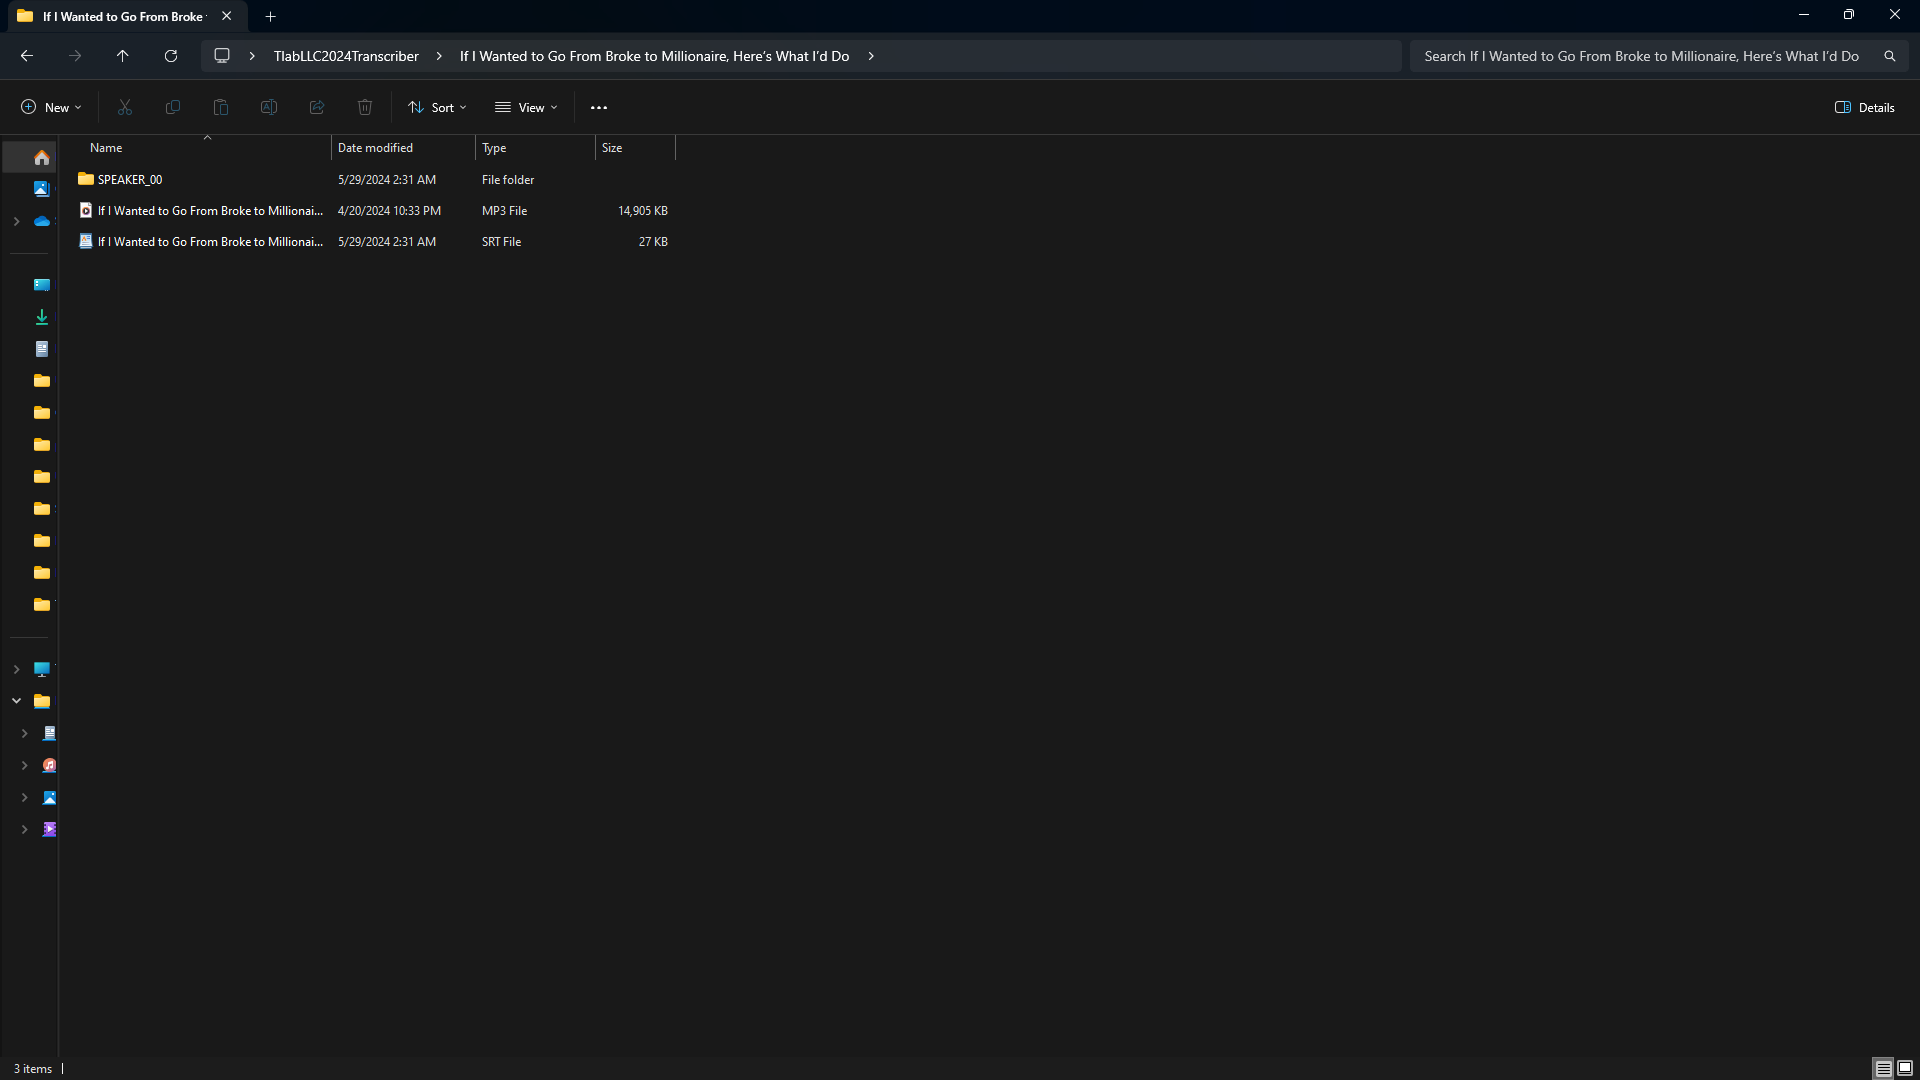 If I Wanted to Go From Broke
TlabLLC2024Transcriber > If I Wanted to Go From Broke to Millionaire, Here's What I'd Do >
Search If I Wanted to Go From Broke to Millionaire, Here's What I'd Do
New
Sort
View
Details
Name Date modified Type Size
SPEAKER_00 5/29/2024 2:31 AM File folder
If I Wanted to Go From Broke to Millionai... 4/20/2024 10:33 PM MP3 File 14,905 KB
If I Wanted to Go From Broke to Millionai... 5/29/2024 2:31 AM SRT File 27 KB
3 items